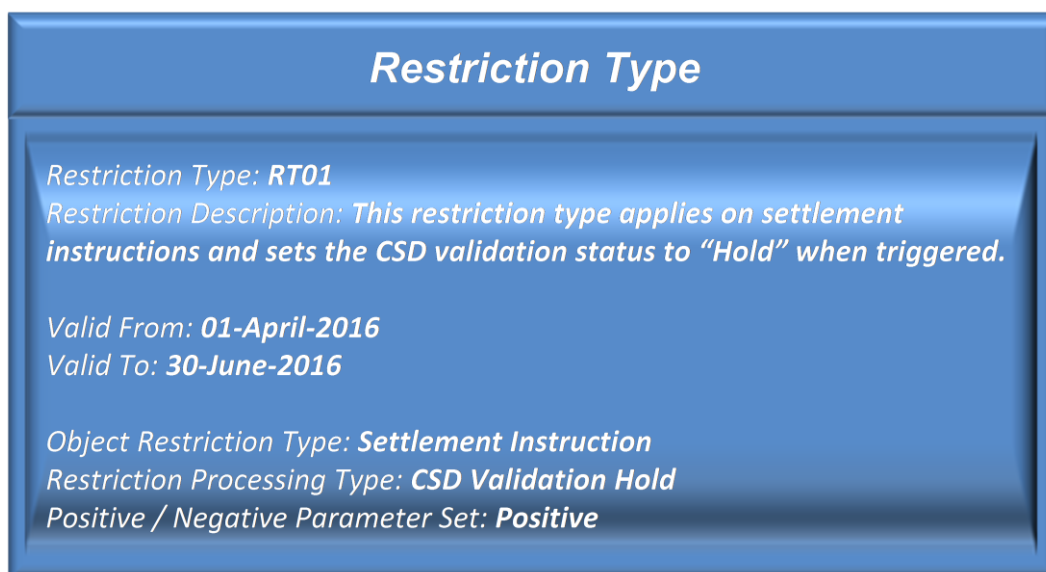 Restriction Type
Restriction Type: RT01
Restriction Description: This restriction type applies on settlement
instructions and sets the CSD validation status to “Hold” when triggered.
Valid From: 01-April-2016
Valid To: 30-June-2016
Object Restriction Type: Settlement Instruction
Restriction Processing Type: CSD Validation Hold
Positive / Negative Parameter Set: Positive